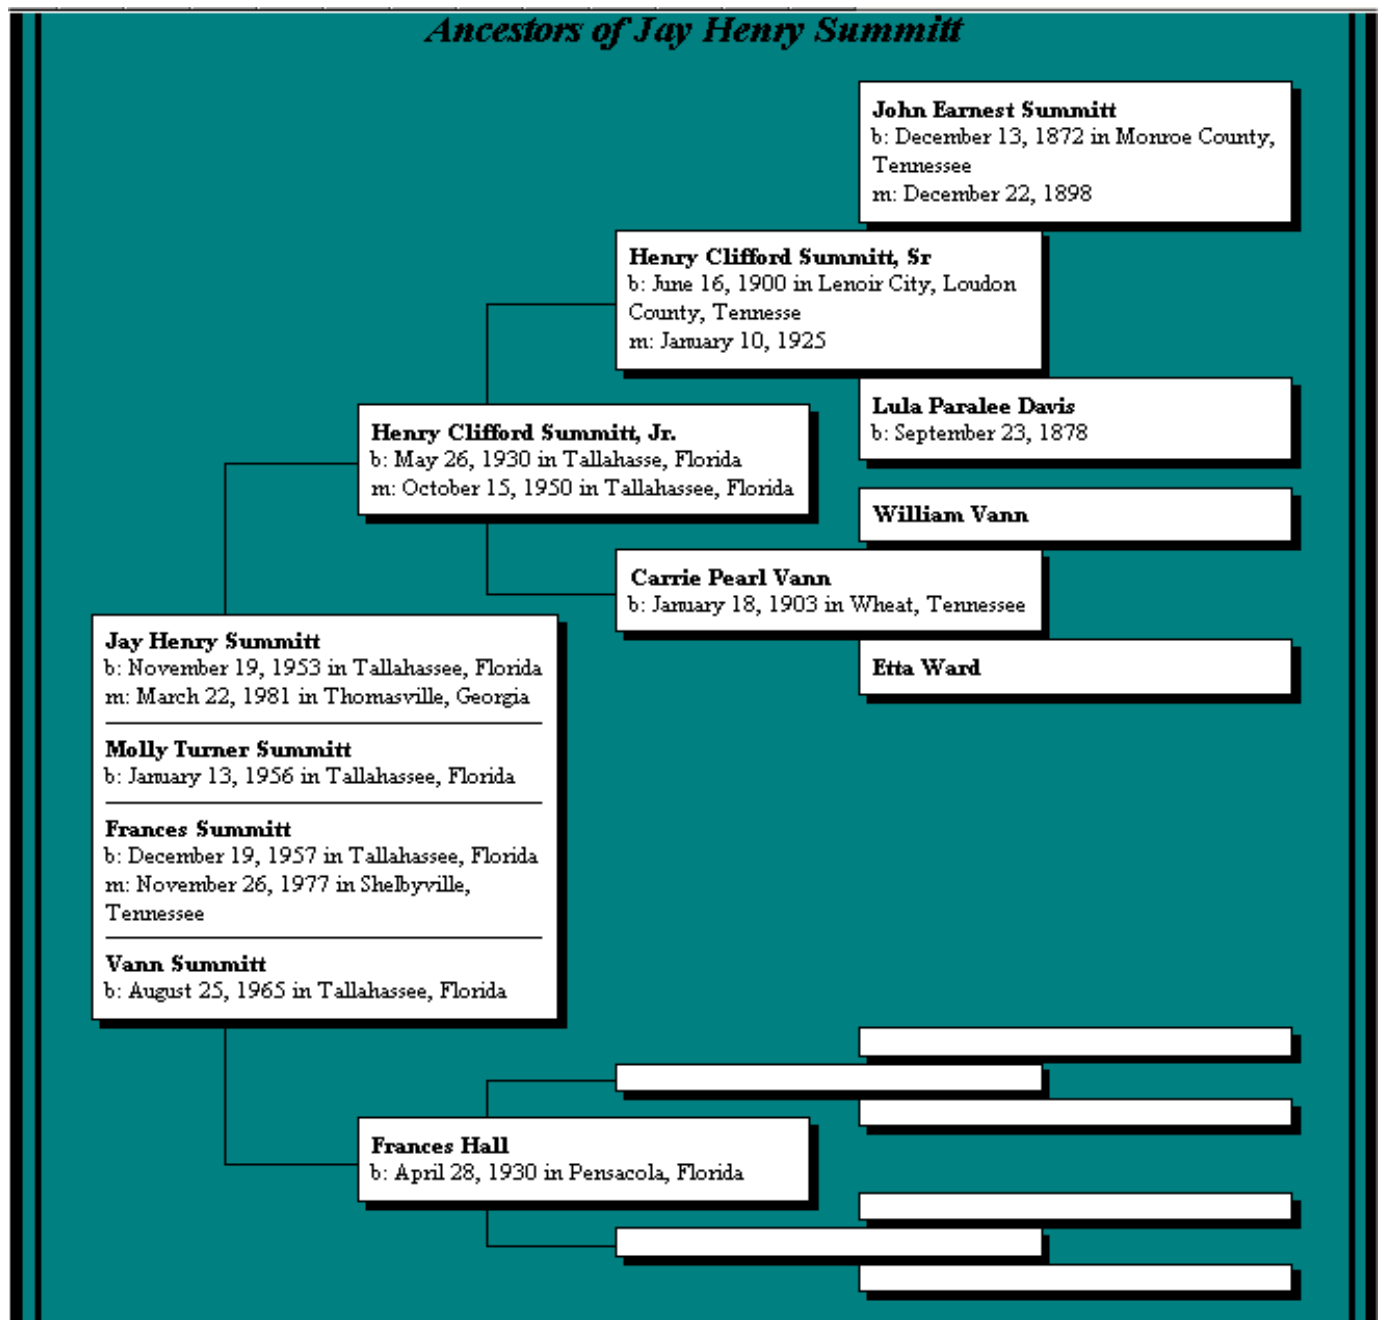 Ancestors of Jay Henry Summitt
John Earnest Summitt
b: December 13, 1872 in Monroe County,
Tennessee
m: December 22, 1898
Henry Clifford Summitt, Sr
b: June 16, 1900 in Lenoir City, Loudon
County, Tennesse
m: January 10, 1925
Lula Paralee Davis
b: September 23, 1878
Henry Clifford Summitt, Jr.
b: May 26, 1930 in Tallahasse, Florida
m: October 15, 1950 in Tallahassee, Florida
William Vann
Carrie Pearl Vann
b: January 18, 1903 in Wheat, Tennessee
Etta Ward
Jay Henry Summitt
b: November 19, 1953 in Tallahassee, Florida
m: March 22, 1981 in Thomasville, Georgia
Molly Turner Summitt
b: January 13, 1956 in Tallahassee, Florida
Frances Summitt
b: December 19, 1957 in Tallahassee, Florida
m: November 26, 1977 in Shelbyville,
Tennessee
Vann Summitt
b: August 25, 1965 in Tallahassee, Florida
Frances Hall
b: April 28, 1930 in Pensacola, Florida